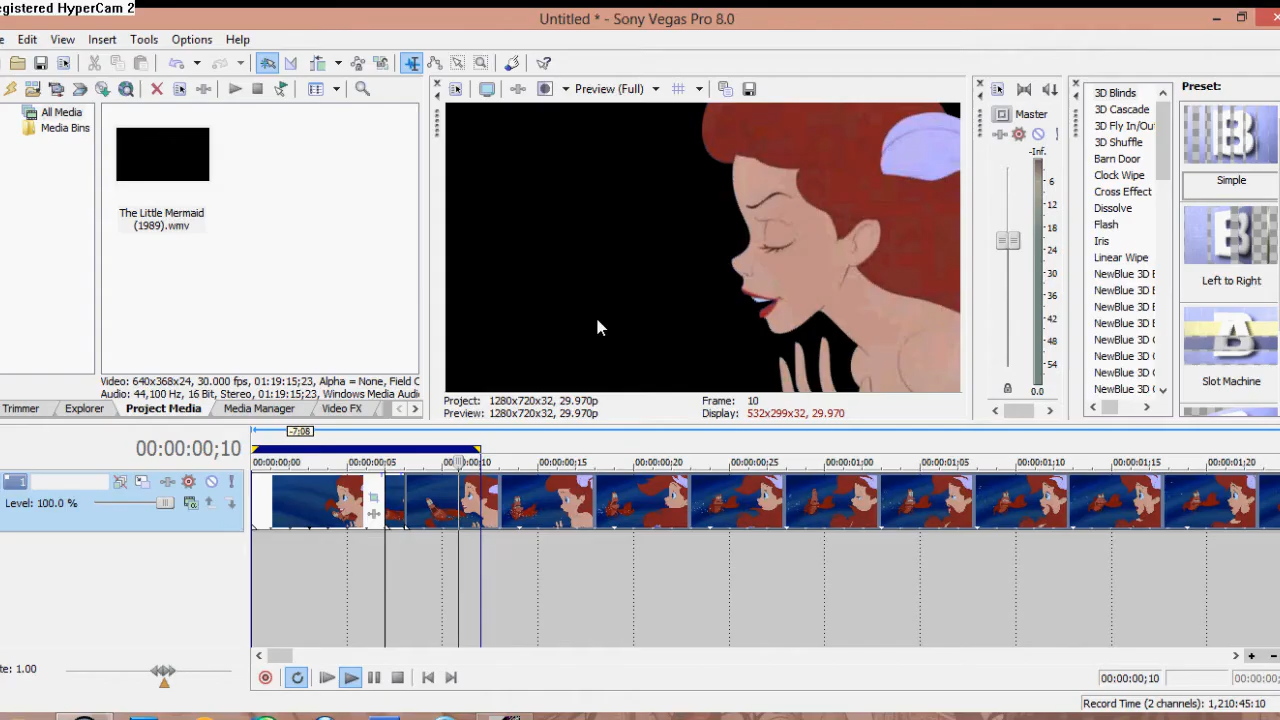 egistered HyperCam 2
Untitled * - Sony Vegas Pro 8.0
Edit View Insert Tools Options Help
Preview (Full)
All Media
Media Bins
The Little Mermaid
(1989).wmv
Video: 640x368x24, 30.000 fps, 01:19:15;23, Alpha = None, Field C
Audio: 44,100 Hz, 16 Bit, Stereo, 01:19:15;23, Windows Media Audi
Trimmer Explorer Project Media Media Manager Video FX
Project: 1280x720x32, 29.970p
Preview: 1280x720x32, 29.970p
Frame: 10
Display: 532x299x32, 29.970
Master
-Inf.
6
12
18
24
30
36
42
48
54
0.0
3D Blinds
3D Cascade
3D Fly In/Ou
3D Shuffle
Barn Door
Clock Wipe
Cross Effect
Dissolve
Flash
Iris
Linear Wipe
NewBlue 3D E
NewBlue 3D E
NewBlue 3D E
NewBlue 3D E
NewBlue 3D C
NewBlue 3D C
NewBlue 3D C
Preset:
Simple
Left to Right
Slot Machine
-7:08
00:00:00;10
00:00:00:00 00:00:00:05 00:00:00:10 00:00:00:15 00:00:00:20 00:00:00:25 00:00:01:00 00:00:01:05 00:00:01:10 00:00:01:15 00:00:01:20
1
Level: 100.0 %
te: 1.00
00:00:00;10
00:00:00:
Record Time (2 channels): 1,210:45:10